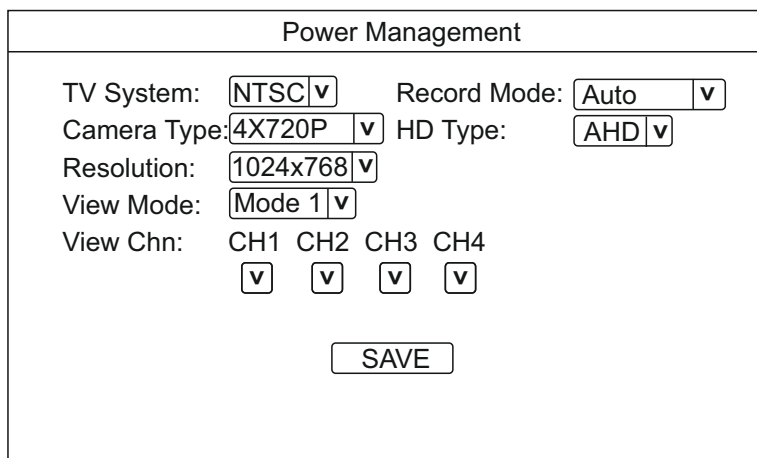 Power Management
TV System: NTSC v Record Mode: Auto v
Camera Type: 4X720P v HD Type: AHD v
Resolution: 1024x768 v
View Mode: Mode 1 v
View Chn: CH1 CH2 CH3 CH4
v v v v
SAVE